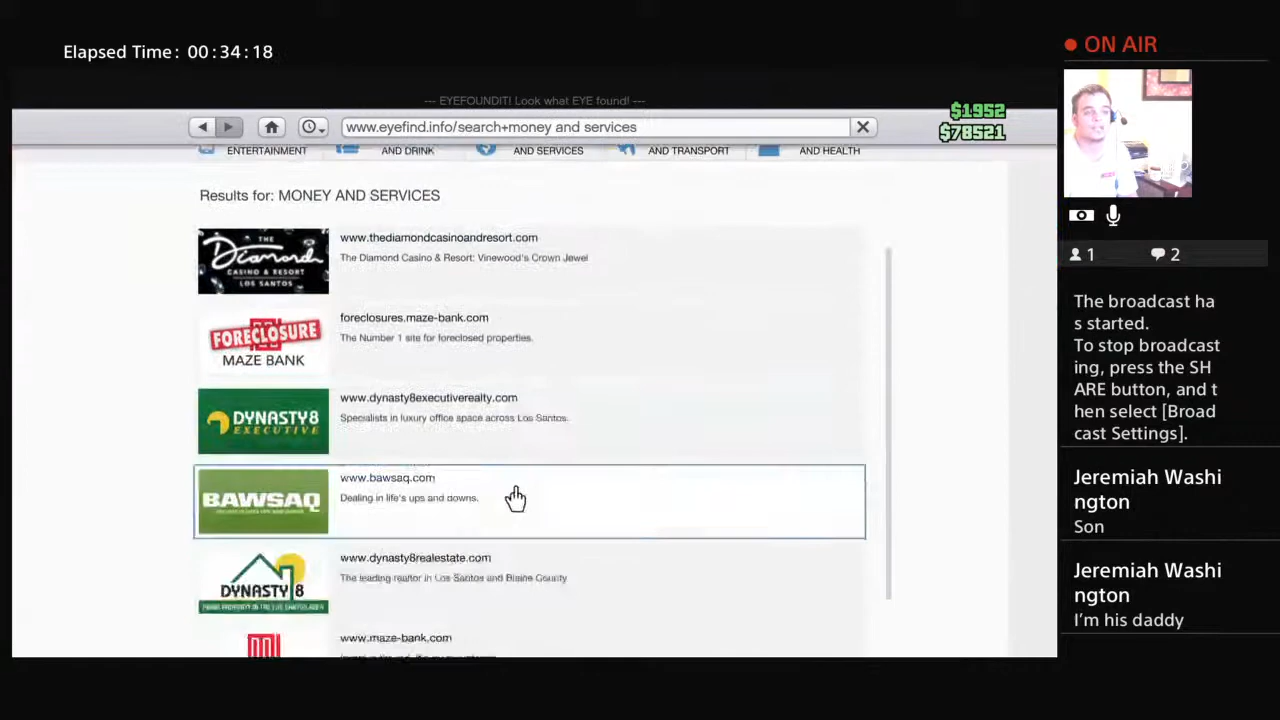 Elapsed Time: 00:34:18
ON AIR
--- EYEFOUNDIT! Look what EYE found! ---
$1952
www.eyefind.info/search+money and services
$78521
ENTERTAINMENT AND DRINK AND SERVICES AND TRANSPORT AND HEALTH
Results for: MONEY AND SERVICES
THE
Diamond
CASINO & RESORT
LOS SANTOS
www.thediamondcasinoandresort.com
The Diamond Casino & Resort: Vinewood's Crown Jewel
FORECLOSURE
MAZE BANK
foreclosures.maze-bank.com
The Number 1 site for foreclosed properties.
DYNASTY8
EXECUTIVE
www.dynasty8executiverealty.com
Specialists in luxury office space across Los Santos.
BAWSAQ
www.bawsaq.com
Dealing in life's ups and downs.
DYNASTY 8
www.dynasty8realestate.com
The leading realtor in Los Santos and Blaine County
www.maze-bank.com
1
2
The broadcast ha
s started.
To stop broadcast
ing, press the SH
ARE button, and t
hen select [Broad
cast Settings].
Jeremiah Washi
ngton
Son
Jeremiah Washi
ngton
I'm his daddy